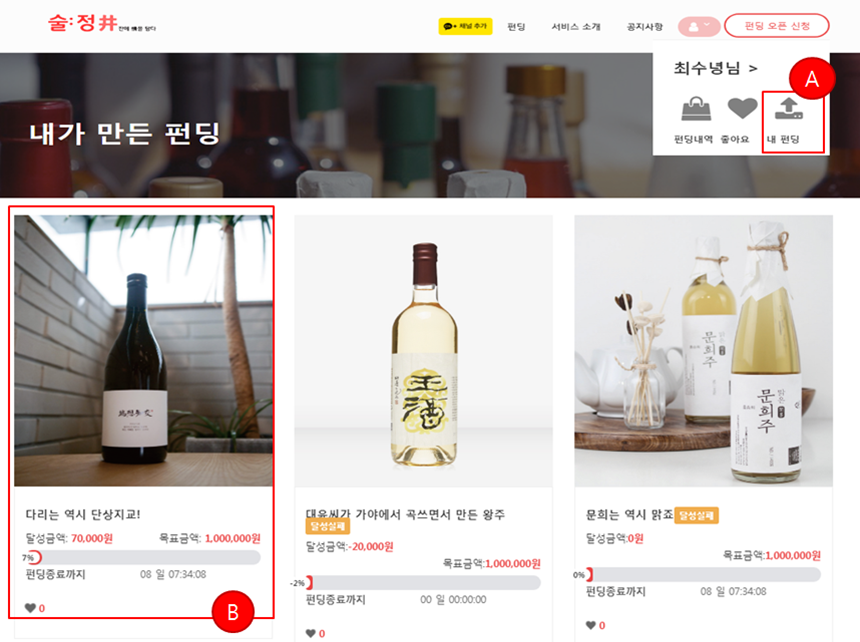 술:정井
채널 추가
펀딩
서비스 소개
공지사항
펀딩 오픈 신청
최수녕님 >
A
펀딩내역 좋아요 내 펀딩
내가 만든 펀딩
문희주
맑은
문희주
다리는 역시 단상지교!
달성금액: 70,000원 목표금액: 1,000,000원
7%
펀딩종료까지 08 일 07:34:08
0
B
대윤씨가 가야에서 곡쓰면서 만든 왕주
달성실패
달성금액:-20,000원
목표금액:1,000,000원
-2%
펀딩종료까지 00 일 00:00:00
0
문희는 역시 맑죠 달성실패
달성금액:0원
목표금액:1,000,000원
0%
펀딩종료까지 08 일 07:34:08
0